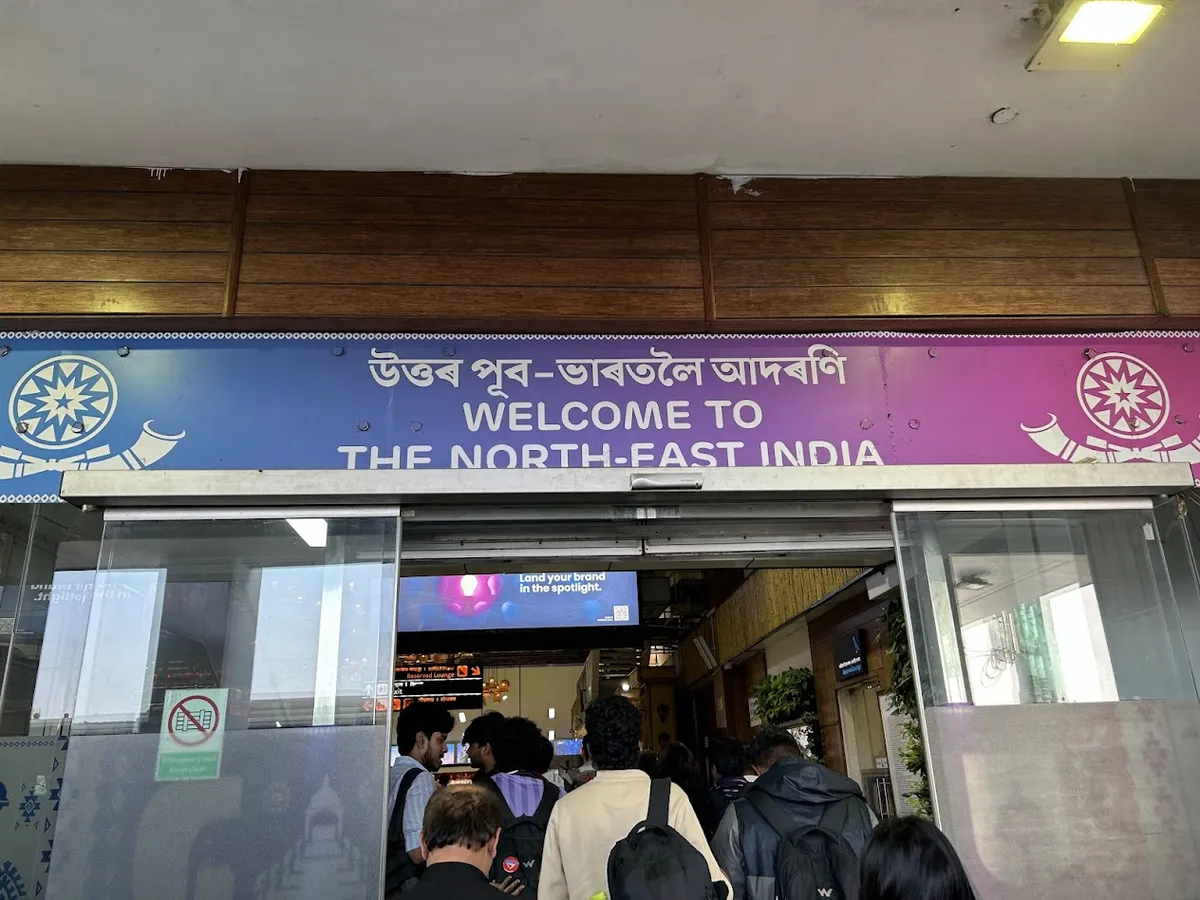 উত্তৰ পূব-ভাৰতলৈ আদৰণি
WELCOME TO
THE NORTH-EAST INDIA
Land your brand
in the spotlight.
Reserved Lounge